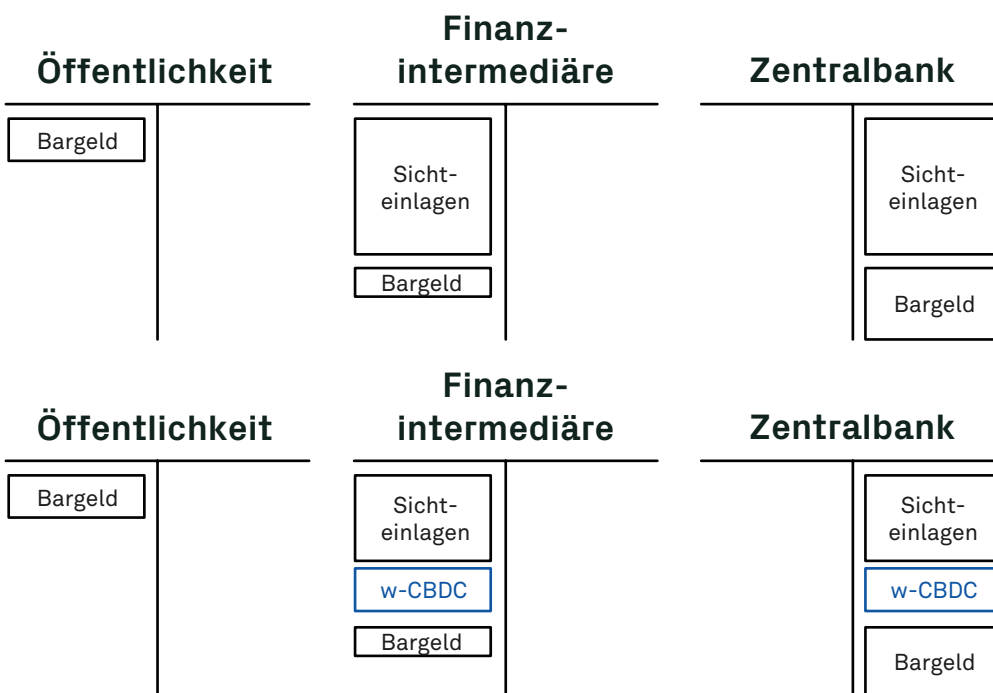 Öffentlichkeit
Finanz-
intermediäre
Zentralbank
Bargeld
Sicht-
einlagen
Bargeld
Sicht-
einlagen
Bargeld
Öffentlichkeit
Finanz-
intermediäre
Zentralbank
Bargeld
Sicht-
einlagen
w-CBDC
Bargeld
Sicht-
einlagen
w-CBDC
Bargeld